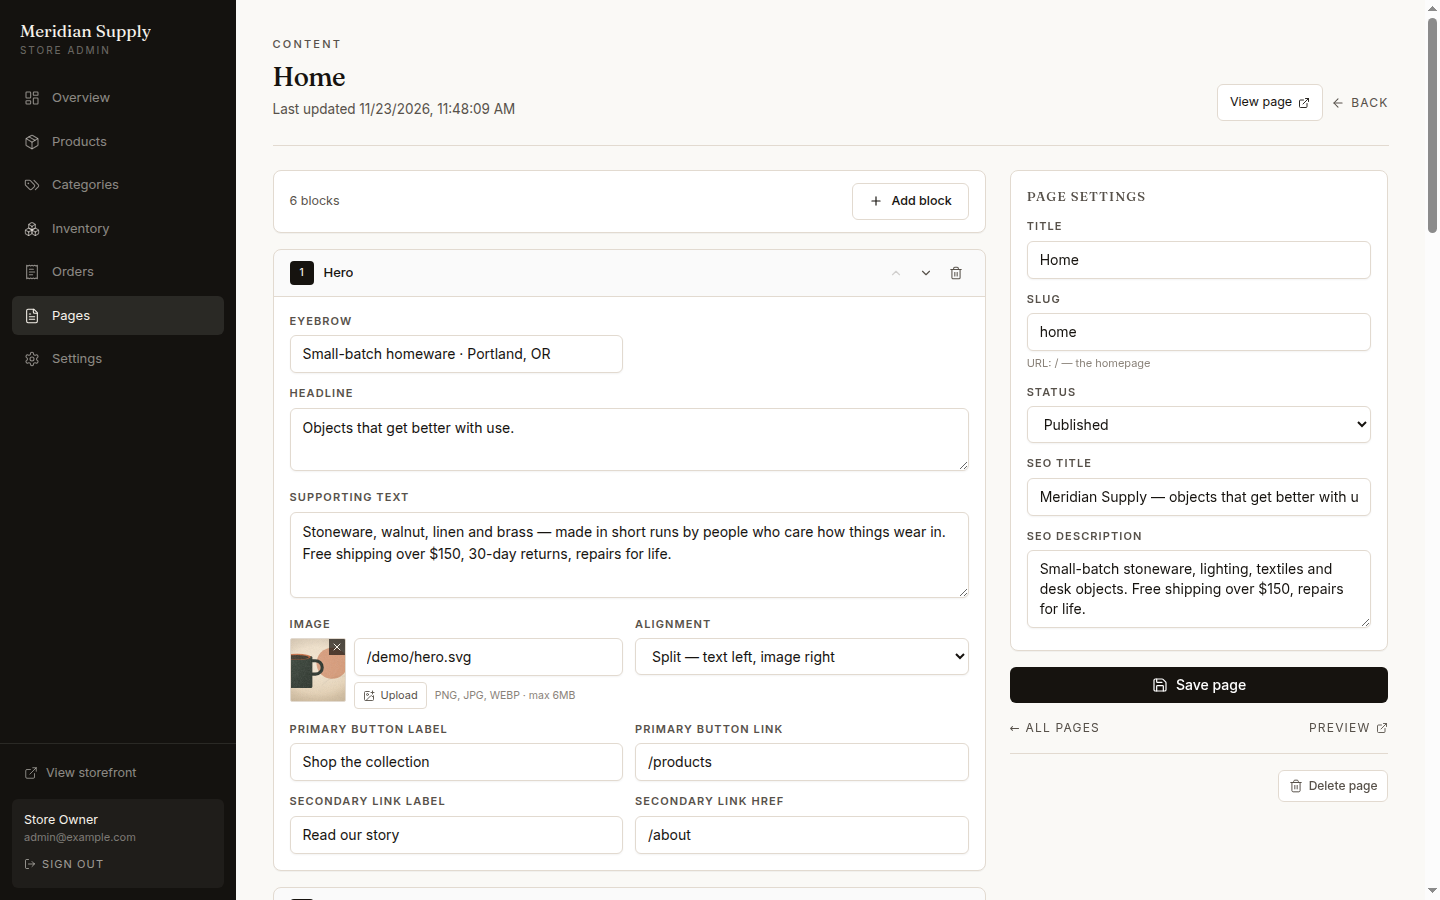 Meridian Supply
STORE ADMIN
Overview
Products
Categories
Inventory
Orders
Pages
Settings
View storefront
Store Owner
admin@example.com
SIGN OUT
CONTENT
Home
Last updated 11/23/2026, 11:48:09 AM
View page
← BACK
6 blocks
+ Add block
1 Hero
EYEBROW
Small-batch homeware · Portland, OR
HEADLINE
Objects that get better with use.
SUPPORTING TEXT
Stoneware, walnut, linen and brass — made in short runs by people who care how things wear in.
Free shipping over $150, 30-day returns, repairs for life.
IMAGE
/demo/hero.svg
Upload
PNG, JPG, WEBP · max 6MB
ALIGNMENT
Split — text left, image right
PRIMARY BUTTON LABEL
Shop the collection
PRIMARY BUTTON LINK
/products
SECONDARY LINK LABEL
Read our story
SECONDARY LINK HREF
/about
PAGE SETTINGS
TITLE
Home
SLUG
home
URL: / — the homepage
STATUS
Published
SEO TITLE
Meridian Supply — objects that get better with u
SEO DESCRIPTION
Small-batch stoneware, lighting, textiles and
desk objects. Free shipping over $150, repairs
for life.
Save page
← ALL PAGES
PREVIEW
Delete page